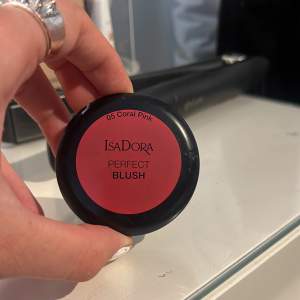 05 Coral Pink
IsaDora
PERFECT
BLUSH